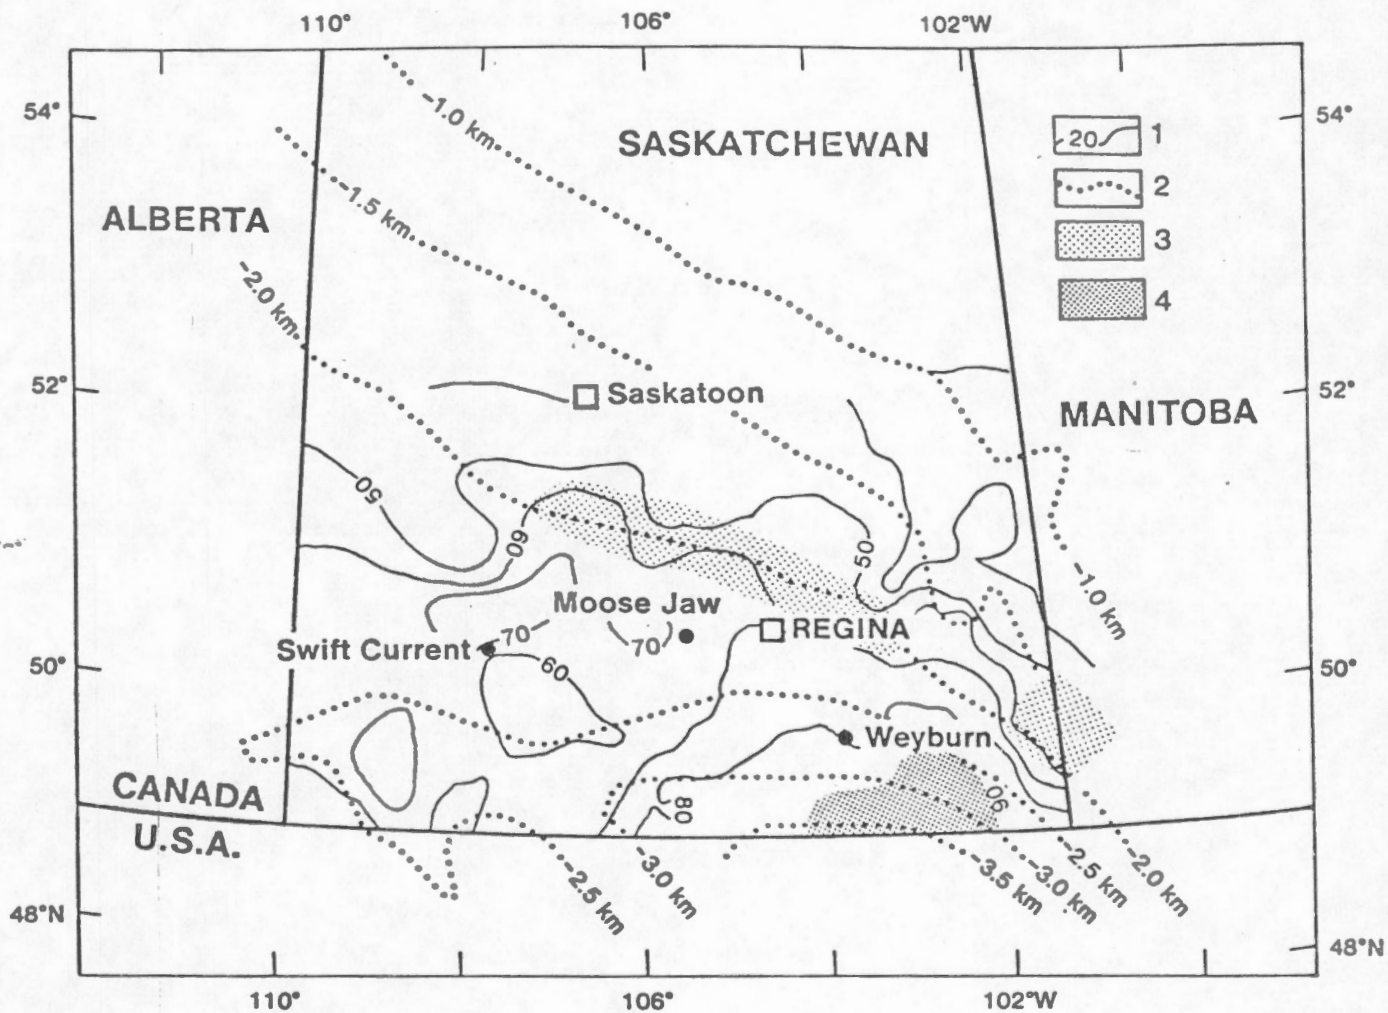 110° 106° 102°W
54° 54°
-1.0 km
SASKATCHEWAN
20 1
2
-1.5 km
ALBERTA
3
-2.0 km
4
52° 52°
Saskatoon
MANITOBA
50
60
50
-1.0 km
Moose Jaw
70 70
REGINA
Swift Current
50° 60 50°
Weyburn
CANADA
80 90
U.S.A.
-2.5 km -3.0 km -3.5 km -3.0 km -2.5 km -2.0 km
48°N 48°N
110° 106° 102°W